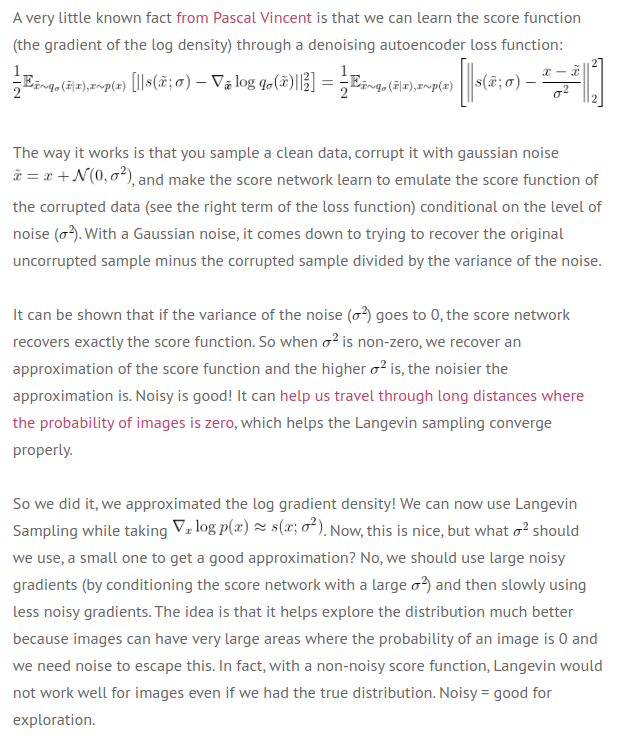 A very little known fact from Pascal Vincent is that we can learn the score function
(the gradient of the log density) through a denoising autoencoder loss function:
$\frac{1}{2}\mathbb{E}_{\tilde{x}\sim q_\sigma(\tilde{x}|x),x\sim p(x)}\left[||s(\tilde{x};\sigma)-\nabla_{\tilde{x}}\log q_\sigma(\tilde{x})||_2^2\right]=\frac{1}{2}\mathbb{E}_{\tilde{x}\sim q_\sigma(\tilde{x}|x),x\sim p(x)}\left[\left|\left|s(\tilde{x};\sigma)-\frac{x-\tilde{x}}{\sigma^2}\right|\right|_2^2\right]$
The way it works is that you sample a clean data, corrupt it with gaussian noise
$\tilde{x}=x+\mathcal{N}(0,\sigma^2)$, and make the score network learn to emulate the score function of
the corrupted data (see the right term of the loss function) conditional on the level of
noise ($\sigma^2$). With a Gaussian noise, it comes down to trying to recover the original
uncorrupted sample minus the corrupted sample divided by the variance of the noise.
It can be shown that if the variance of the noise ($\sigma^2$) goes to 0, the score network
recovers exactly the score function. So when $\sigma^2$ is non-zero, we recover an
approximation of the score function and the higher $\sigma^2$ is, the noisier the
approximation is. Noisy is good! It can help us travel through long distances where
the probability of images is zero, which helps the Langevin sampling converge
properly.
So we did it, we approximated the log gradient density! We can now use Langevin
Sampling while taking $\nabla_x \log p(x)\approx s(x;\sigma^2)$. Now, this is nice, but what $\sigma^2$ should
we use, a small one to get a good approximation? No, we should use large noisy
gradients (by conditioning the score network with a large $\sigma^2$) and then slowly using
less noisy gradients. The idea is that it helps explore the distribution much better
because images can have very large areas where the probability of an image is 0 and
we need noise to escape this. In fact, with a non-noisy score function, Langevin would
not work well for images even if we had the true distribution. Noisy = good for
exploration.